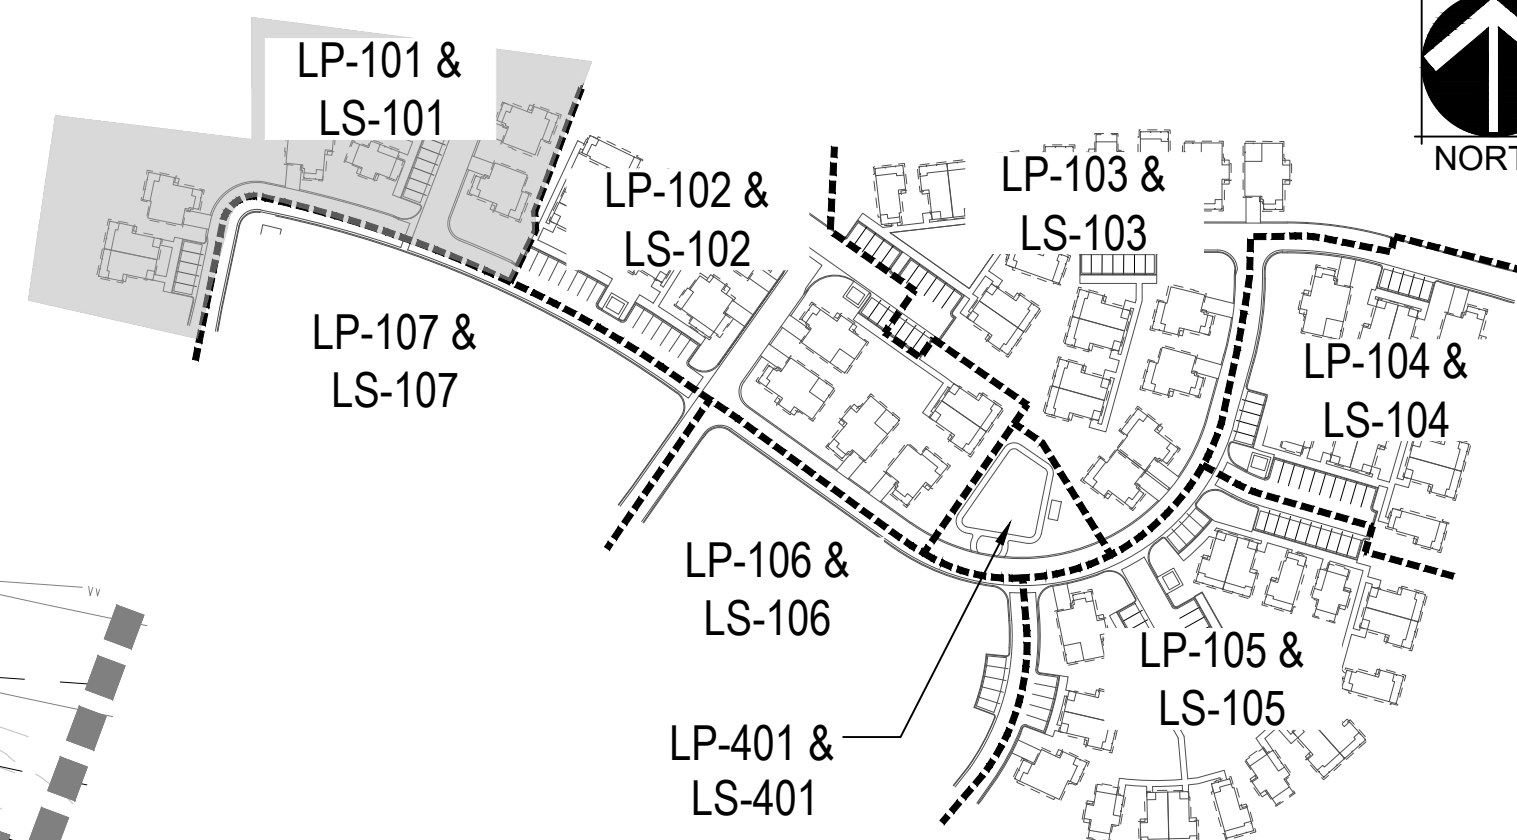 LP-101 &
LS-101
NORT
LP-102 &
LS-102
LP-103 &
LS-103
LP-107 &
LS-107
LP-104 &
LS-104
LP-106 &
LS-106
LP-105 &
LS-105
LP-401 &
LS-401